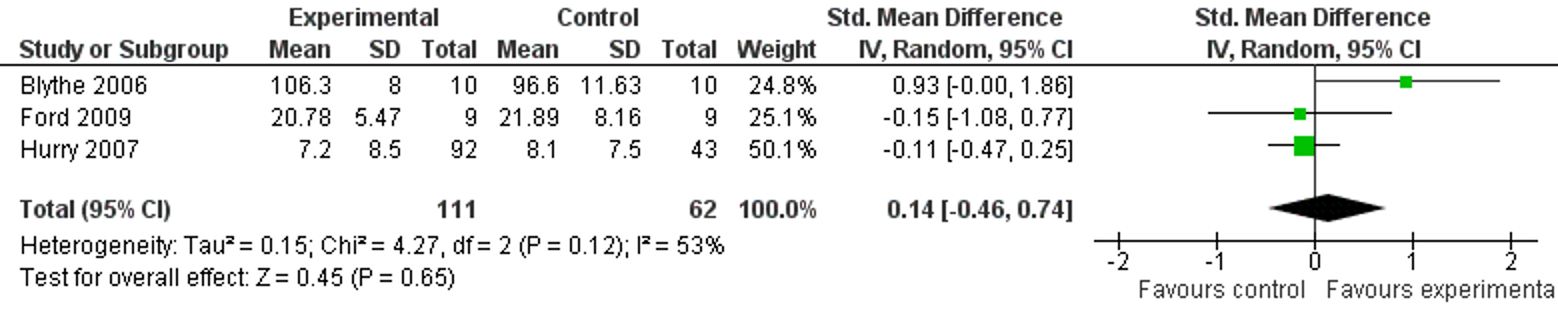 Experimental Control Std. Mean Difference Std. Mean Difference
Study or Subgroup Mean SD Total Mean SD Total Weight IV, Random, 95% CI IV, Random, 95% CI
Blythe 2006 106.3 8 10 96.6 11.63 10 24.8% 0.93 [-0.00, 1.86]
Ford 2009 20.78 5.47 9 21.89 8.16 9 25.1% -0.15 [-1.08, 0.77]
Hurry 2007 7.2 8.5 92 8.1 7.5 43 50.1% -0.11 [-0.47, 0.25]
Total (95% CI) 111 62 100.0% 0.14 [-0.46, 0.74]
Heterogeneity: Tau² = 0.15; Chi² = 4.27, df = 2 (P = 0.12); I² = 53%
Test for overall effect: Z = 0.45 (P = 0.65)
-2 -1 0 1 2
Favours control Favours experimenta